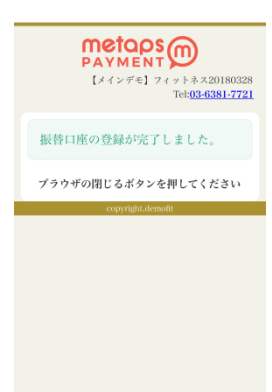 metaps
PAYMENT
【メインデモ】フィットネス20180328
Tel:03-6381-7721
振替口座の登録が完了しました。
ブラウザの閉じるボタンを押してください
copyright.demofit